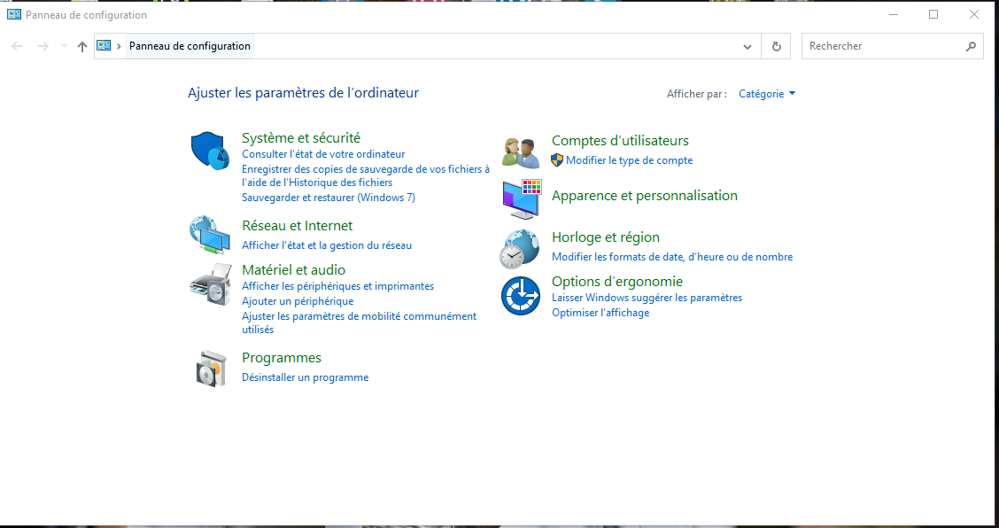 Panneau de configuration
Panneau de configuration
Rechercher
Ajuster les paramètres de l'ordinateur
Afficher par :
Catégorie
Système et sécurité
Consulter l'état de votre ordinateur
Enregistrer des copies de sauvegarde de vos fichiers à
l'aide de l'Historique des fichiers
Sauvegarder et restaurer (Windows 7)
Réseau et Internet
Afficher l'état et la gestion du réseau
Matériel et audio
Afficher les périphériques et imprimantes
Ajouter un périphérique
Ajuster les paramètres de mobilité communément
utilisés
Programmes
Désinstaller un programme
Comptes d'utilisateurs
Modifier le type de compte
Apparence et personnalisation
Horloge et région
Modifier les formats de date, d'heure ou de nombre
Options d'ergonomie
Laisser Windows suggérer les paramètres
Optimiser l'affichage